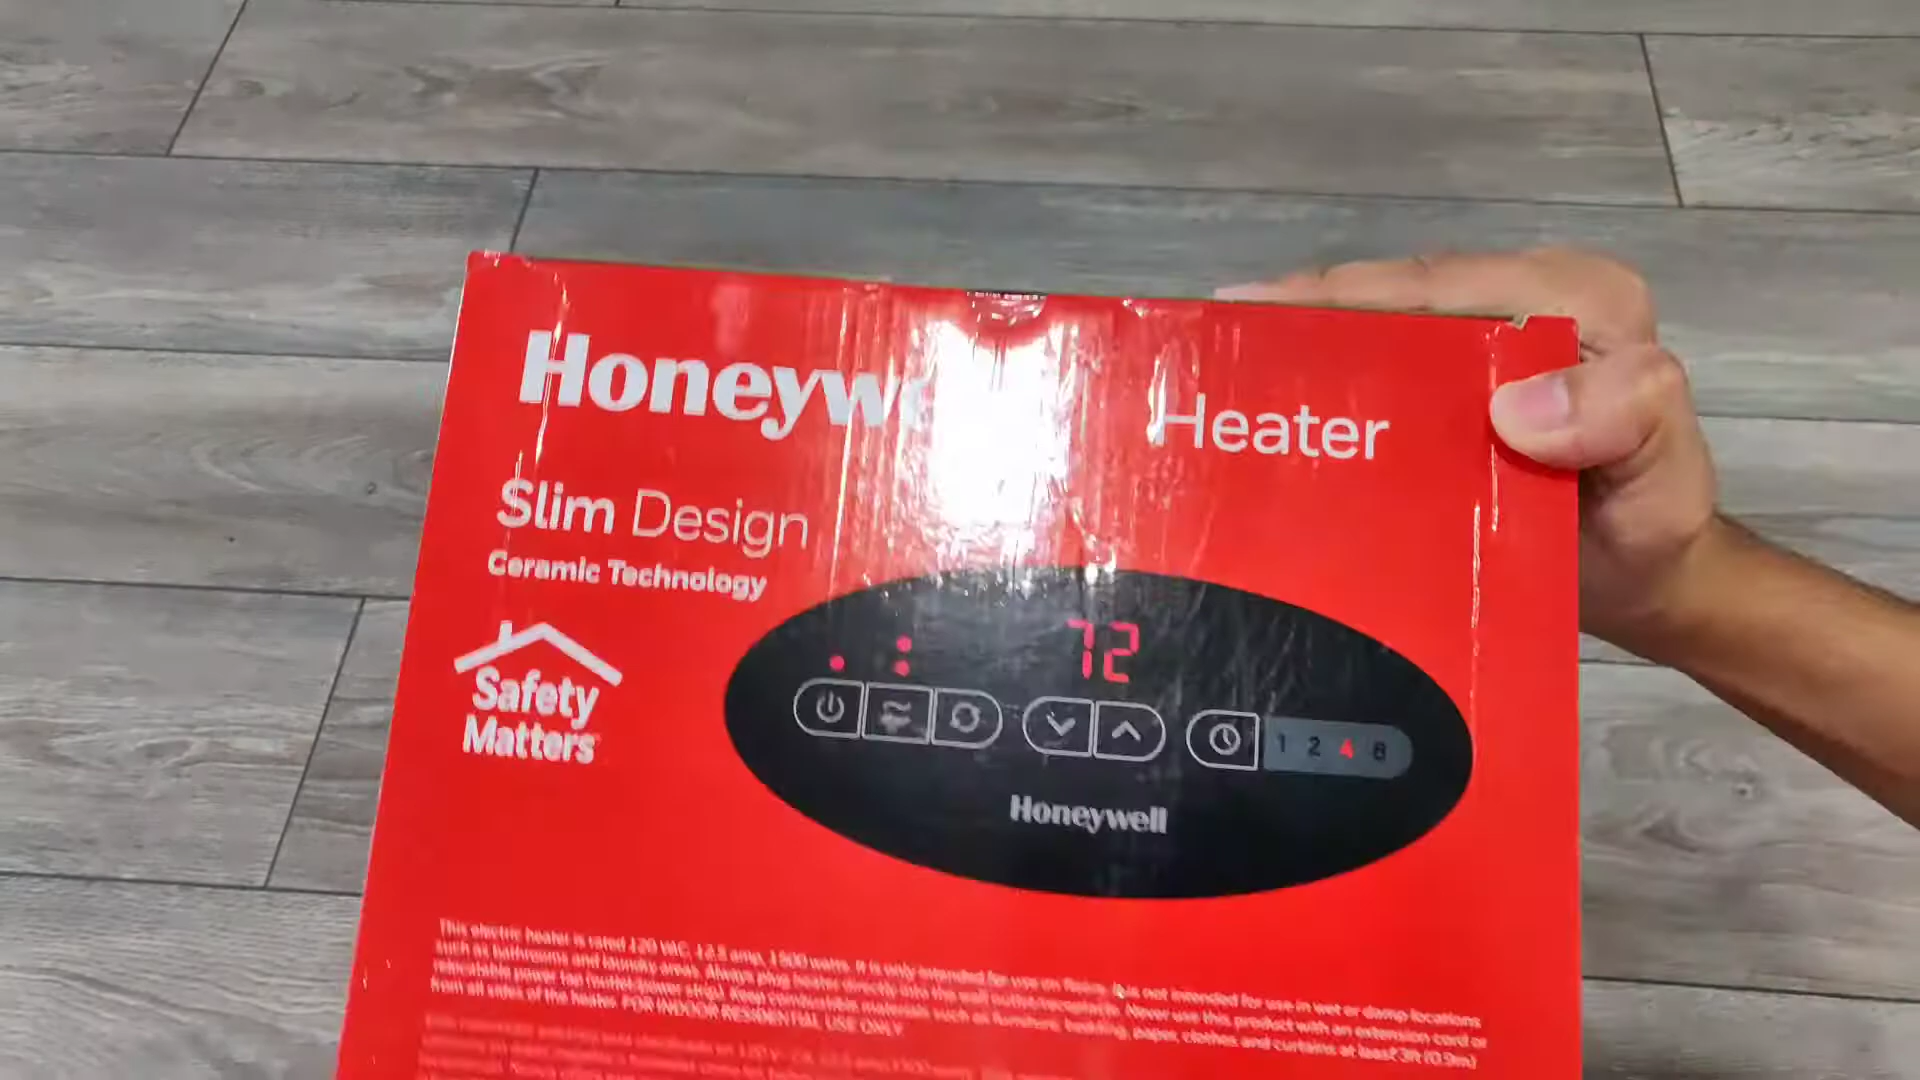 Honeyw Heater
Slim Design
Ceramic Technology
Safety
Matters
72
1 2 4 8
Honeywell
This electric heater is rated 120 VAC, 12.5 amp, 1500 watts. It is only intended for use on floors. It is not intended for use in wet or damp locations
such as bathrooms and laundry areas. Always plug heater directly into the wall outlet/receptacle. Never use this product with an extension cord or
relocatable power tap (outlet/power strip). Keep combustible materials such as furniture, bedding, paper, clothes, and curtains at least 3ft (0.9m)
from all sides of the heater. FOR INDOOR RESIDENTIAL USE ONLY